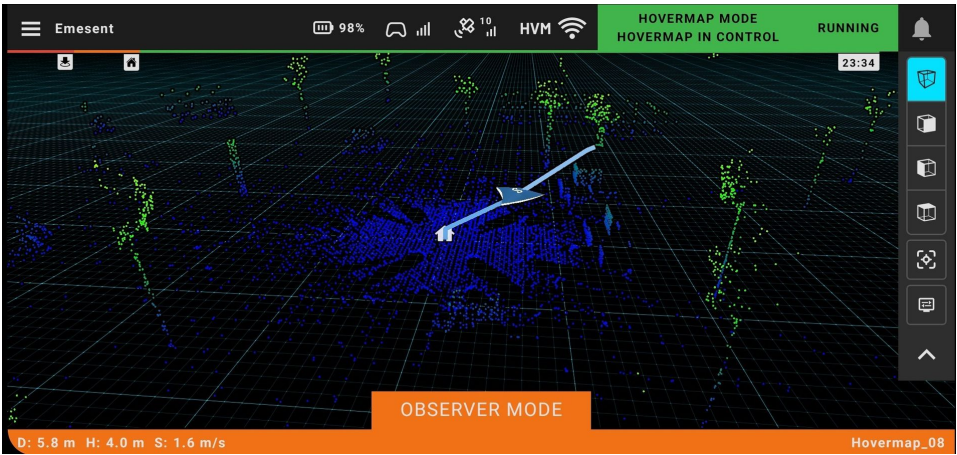 Emesent
98%
10
HVM
HOVERMAP MODE
HOVERMAP IN CONTROL
RUNNING
23:34
OBSERVER MODE
D: 5.8 m H: 4.0 m S: 1.6 m/s
Hovermap_08